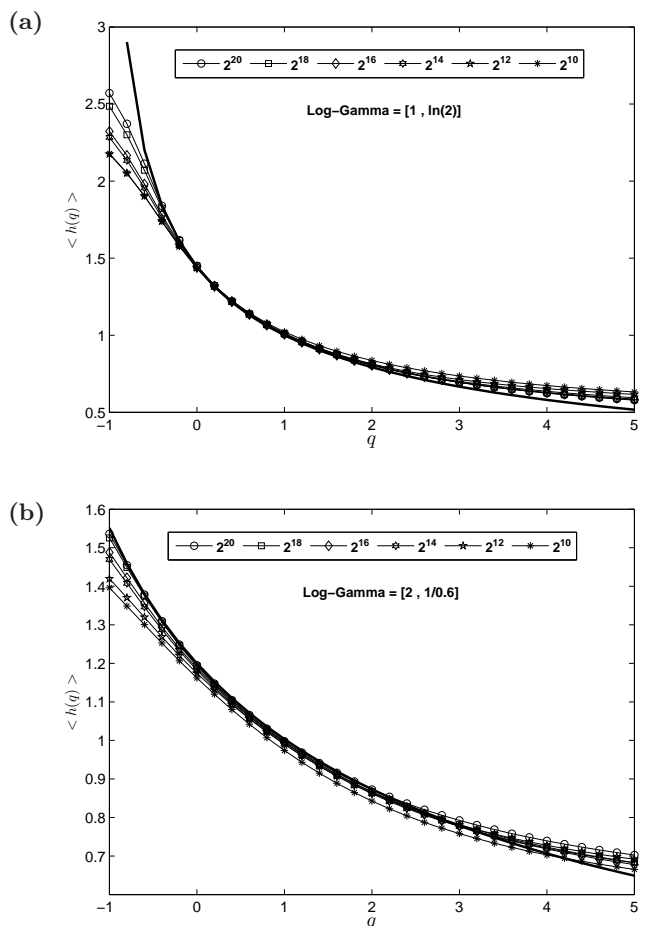 (a)
3
2^20 2^18 2^16 2^14 2^12 2^10
Log−Gamma = [1 , ln(2)]
2.5
2
< h(q) >
1.5
1
0.5
−1 0 1 2 3 4 5
q
(b)
1.6
2^20 2^18 2^16 2^14 2^12 2^10
1.5
Log−Gamma = [2 , 1/0.6]
1.4
1.3
1.2
< h(q) >
1.1
1
0.9
0.8
0.7
−1 0 1 2 3 4 5
q